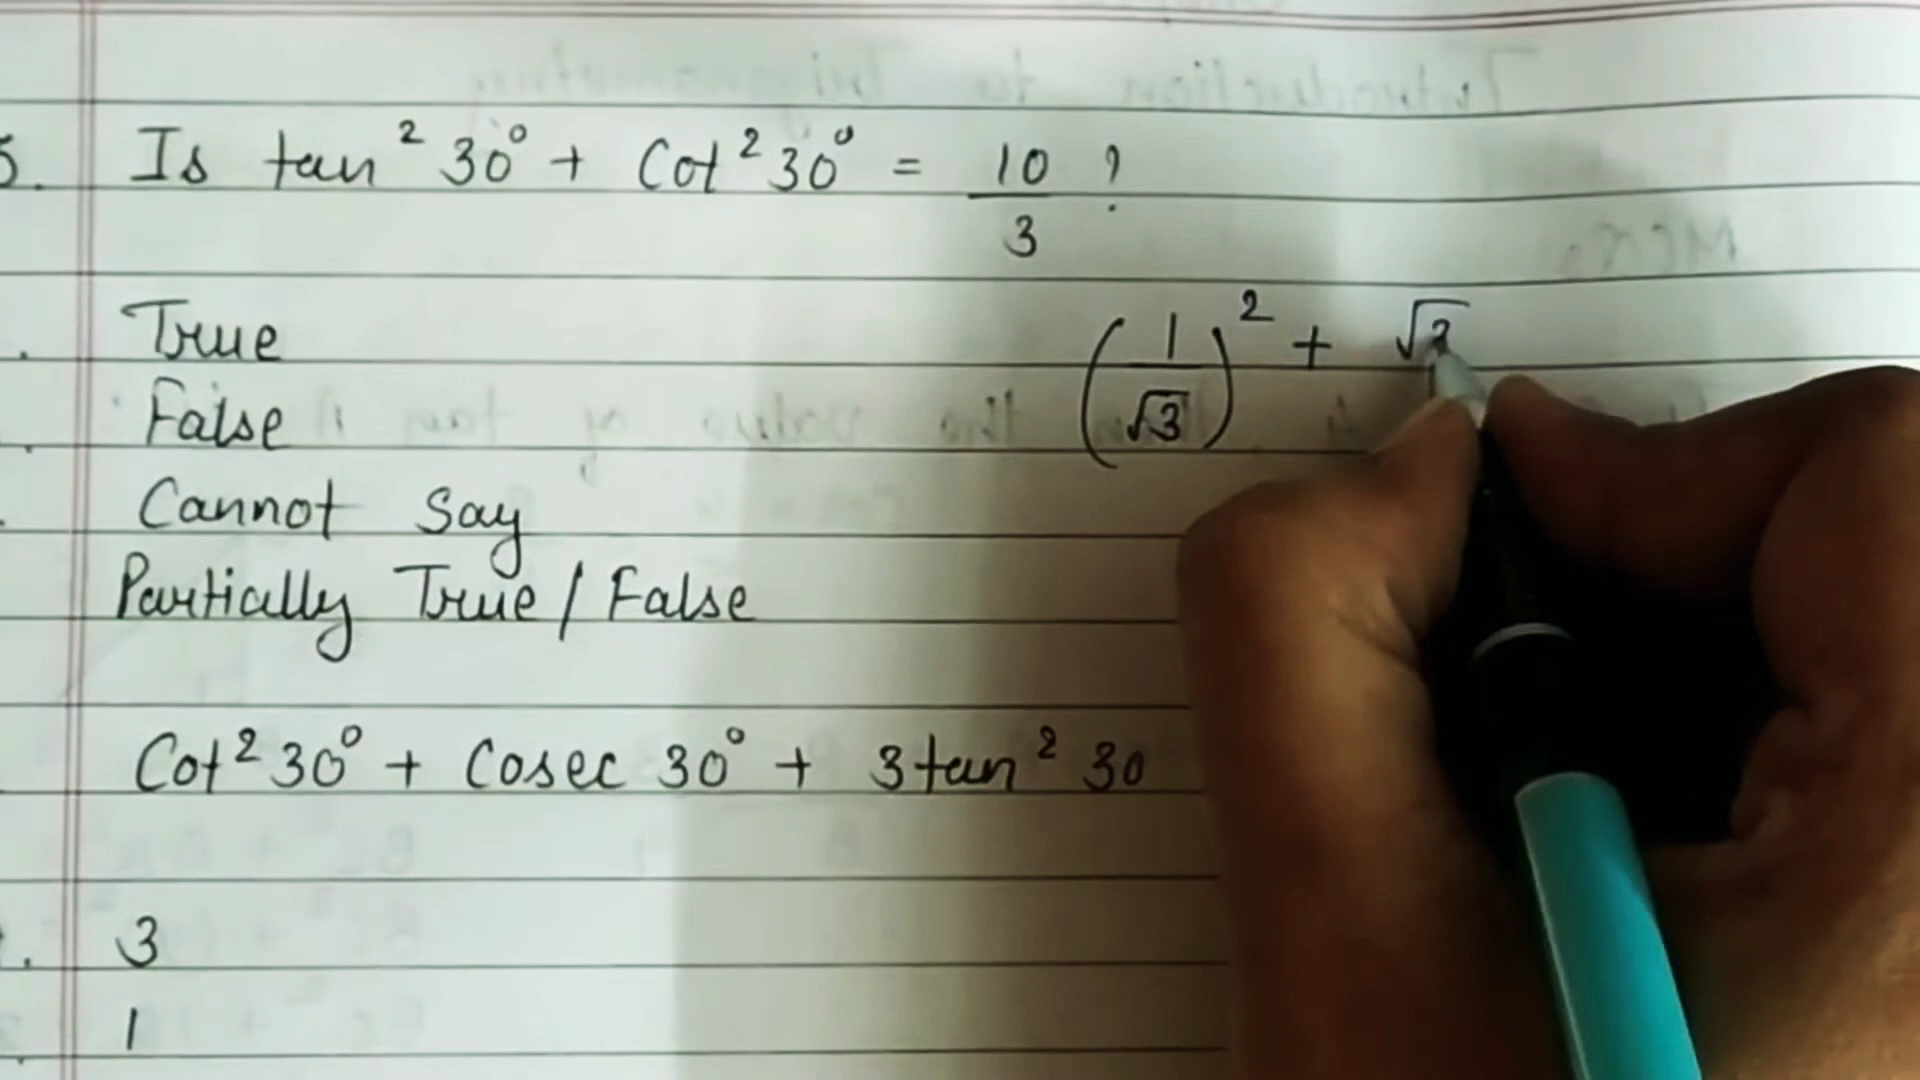 5. Is tan² 30° + Cot² 30° = 10/3 ?
True
False
Cannot Say
Partially True / False
(1/√3)² + √3
Cot² 30° + Cosec 30° + 3tan² 30
3
1